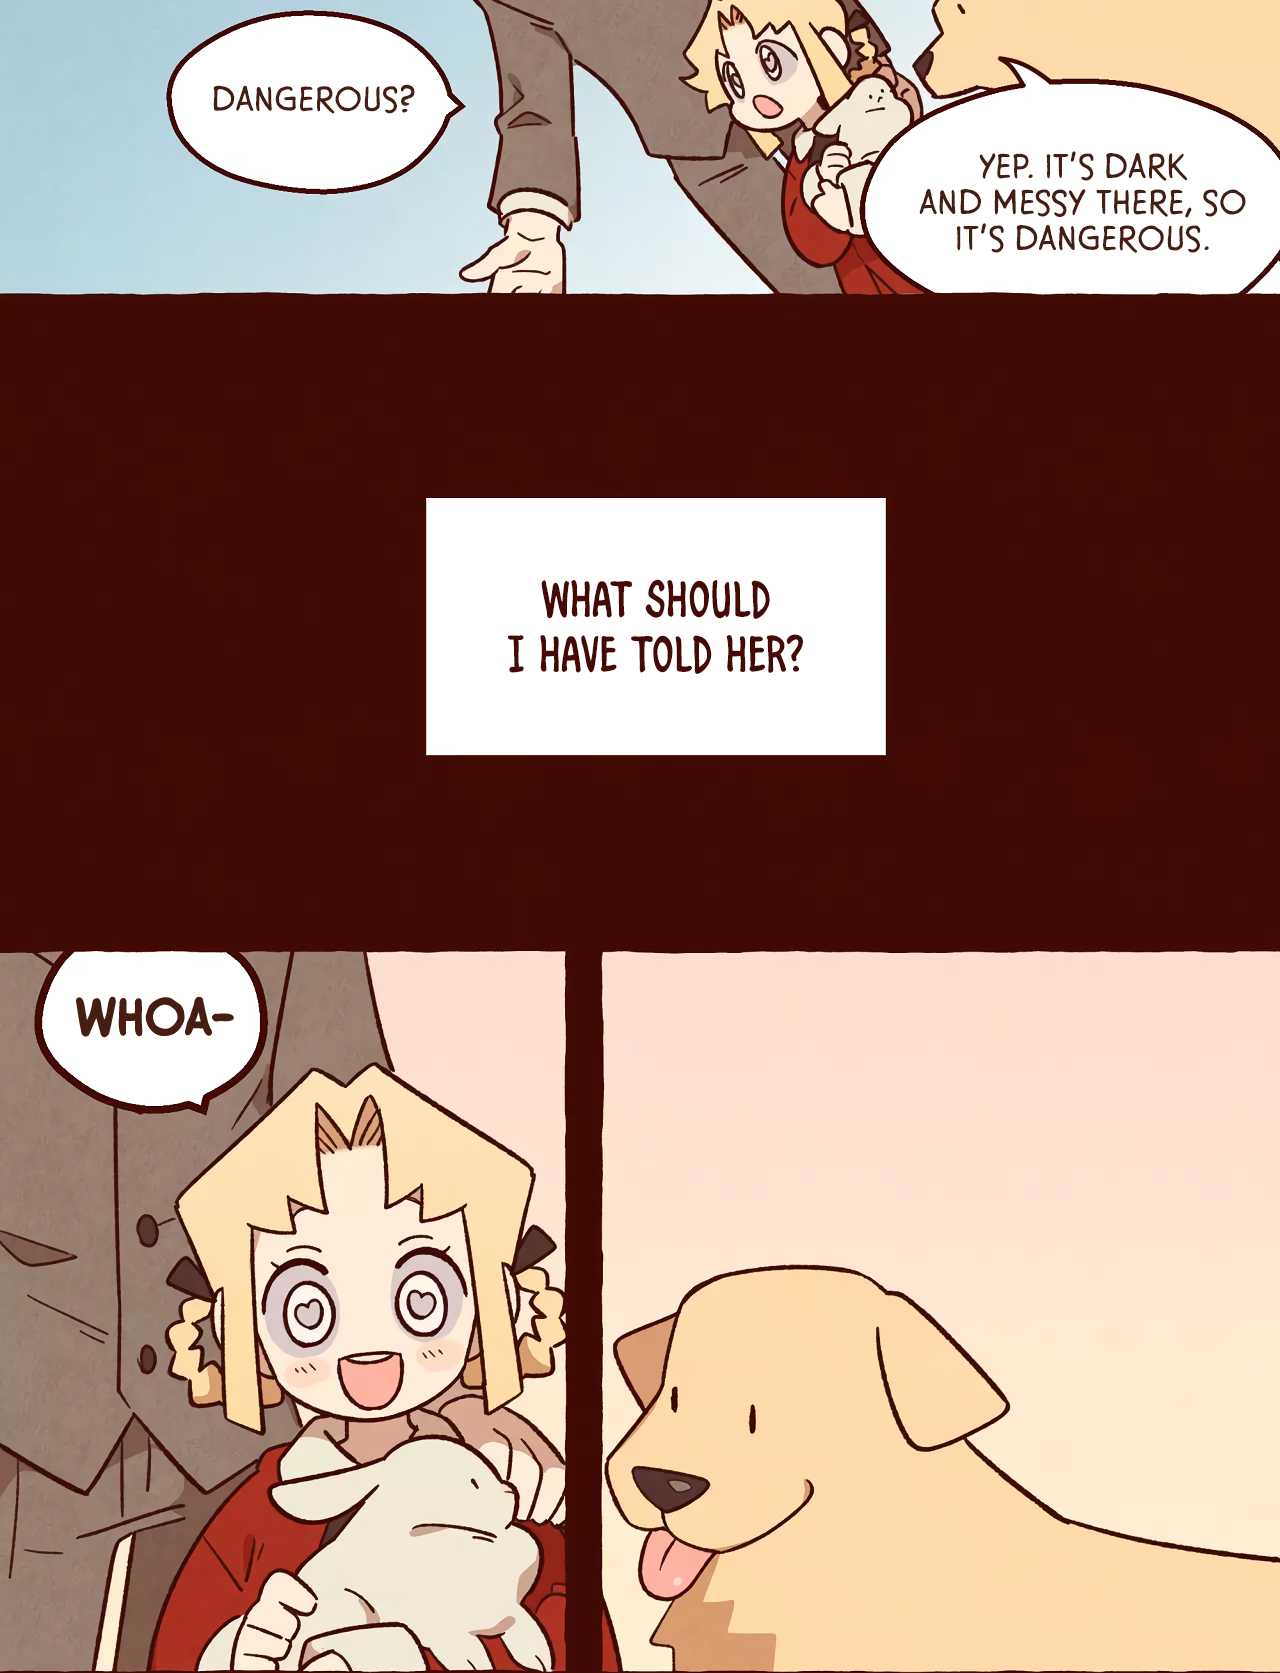 DANGEROUS?
YEP. IT'S DARK
AND MESSY THERE, SO
IT'S DANGEROUS.
WHAT SHOULD
I HAVE TOLD HER?
WHOA-